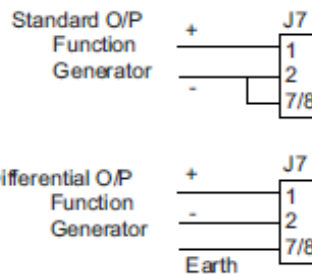 Standard O/P
Function
Generator
+
-
J7
1
2
7/8
ifferential O/P
Function
Generator
+
-
Earth
J7
1
2
7/8